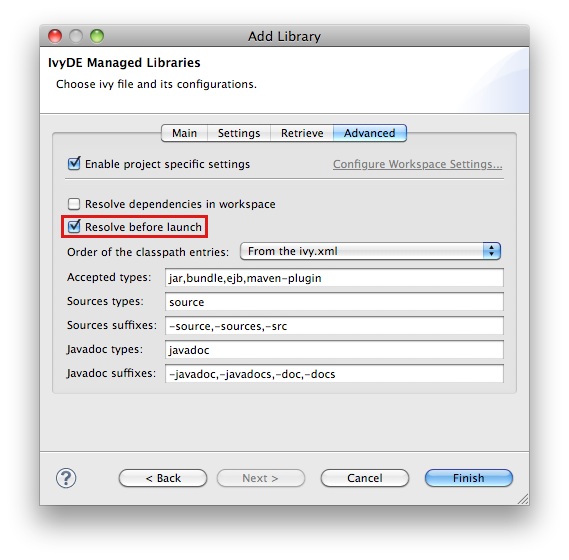 Add Library
IvyDE Managed Libraries
Choose ivy file and its configurations.
Main Settings Retrieve Advanced
Enable project specific settings Configure Workspace Settings...
Resolve dependencies in workspace
Resolve before launch
Order of the classpath entries: From the ivy.xml
Accepted types: jar,bundle,ejb,maven-plugin
Sources types: source
Sources suffixes: -source,-sources,-src
Javadoc types: javadoc
Javadoc suffixes: -javadoc,-javadocs,-doc,-docs
? < Back Next > Cancel Finish